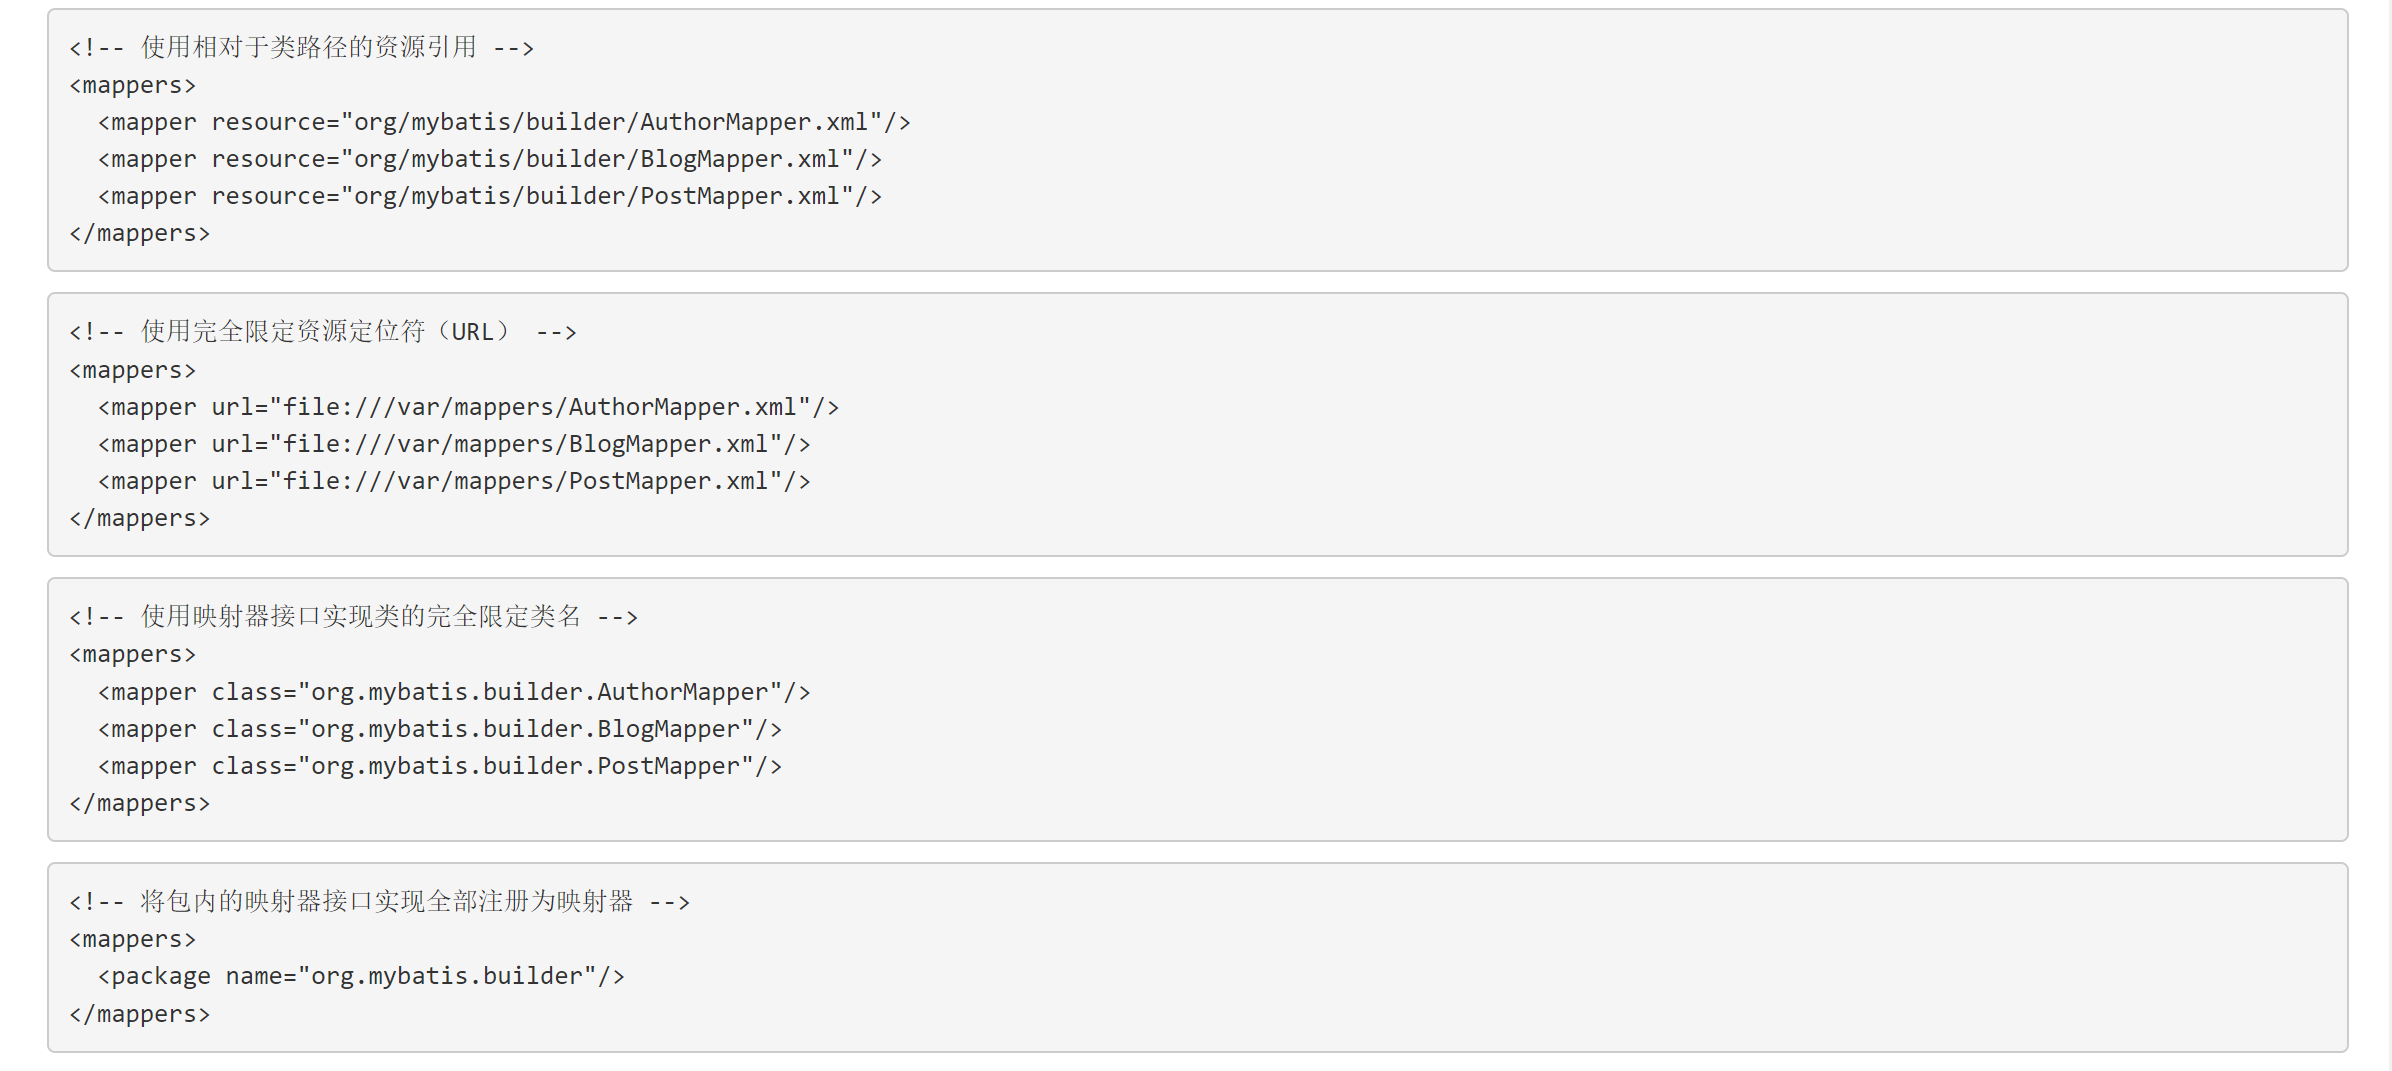 <!-- 使用相对于类路径的资源引用 -->
<mappers>
  <mapper resource="org/mybatis/builder/AuthorMapper.xml"/>
  <mapper resource="org/mybatis/builder/BlogMapper.xml"/>
  <mapper resource="org/mybatis/builder/PostMapper.xml"/>
</mappers>
<!-- 使用完全限定资源定位符（URL） -->
<mappers>
  <mapper url="file:///var/mappers/AuthorMapper.xml"/>
  <mapper url="file:///var/mappers/BlogMapper.xml"/>
  <mapper url="file:///var/mappers/PostMapper.xml"/>
</mappers>
<!-- 使用映射器接口实现类的完全限定类名 -->
<mappers>
  <mapper class="org.mybatis.builder.AuthorMapper"/>
  <mapper class="org.mybatis.builder.BlogMapper"/>
  <mapper class="org.mybatis.builder.PostMapper"/>
</mappers>
<!-- 将包内的映射器接口实现全部注册为映射器 -->
<mappers>
  <package name="org.mybatis.builder"/>
</mappers>